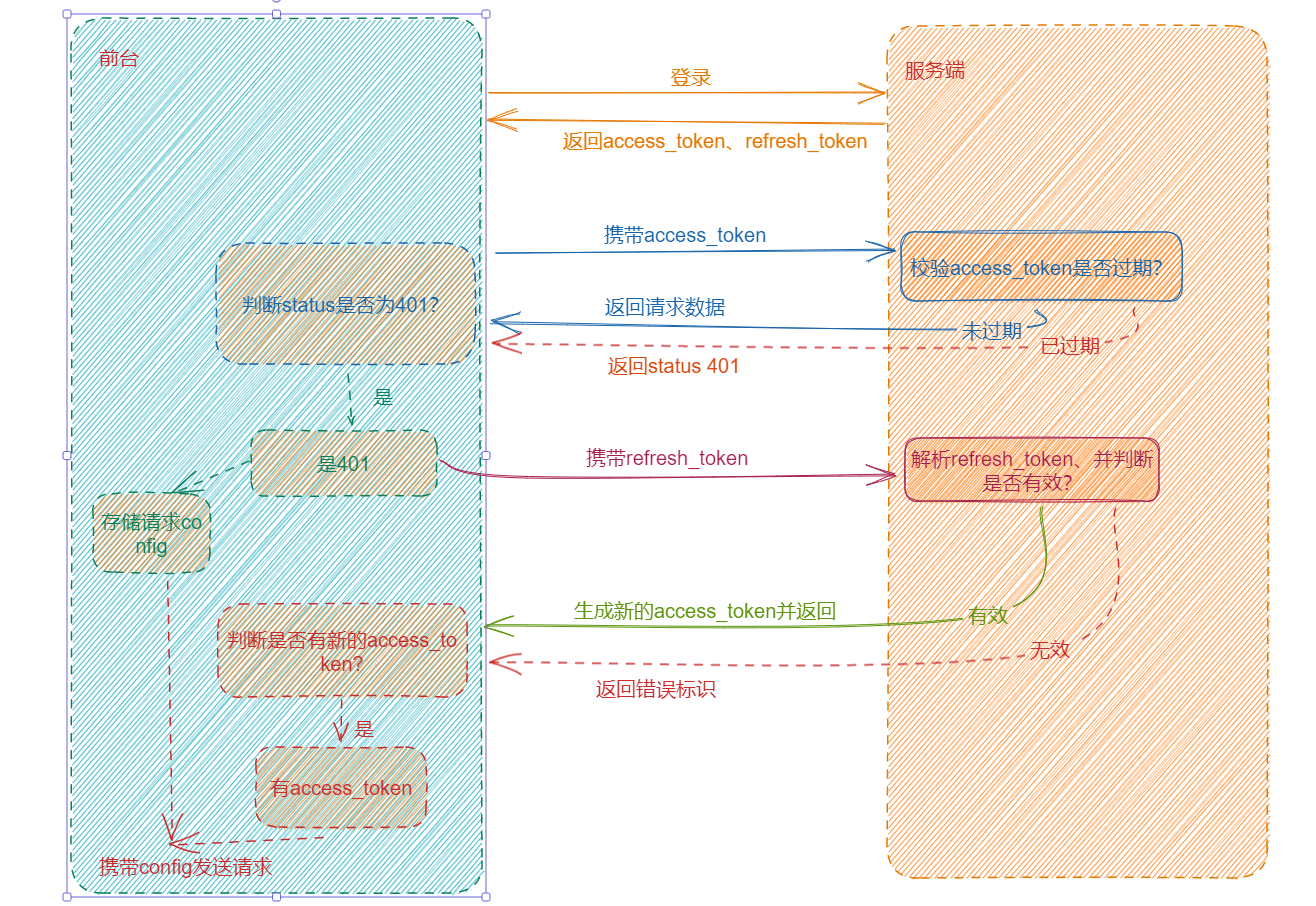 前台
服务端
登录
返回access_token、refresh_token
携带access_token
校验access_token是否过期?
判断status是否为401?
返回请求数据
未过期
已过期
返回status 401
是
是401
携带refresh_token
解析refresh_token、并判断
是否有效?
存储请求co
nfig
生成新的access_token并返回
有效
判断是否有新的access_to
ken?
无效
返回错误标识
是
有access_token
携带config发送请求